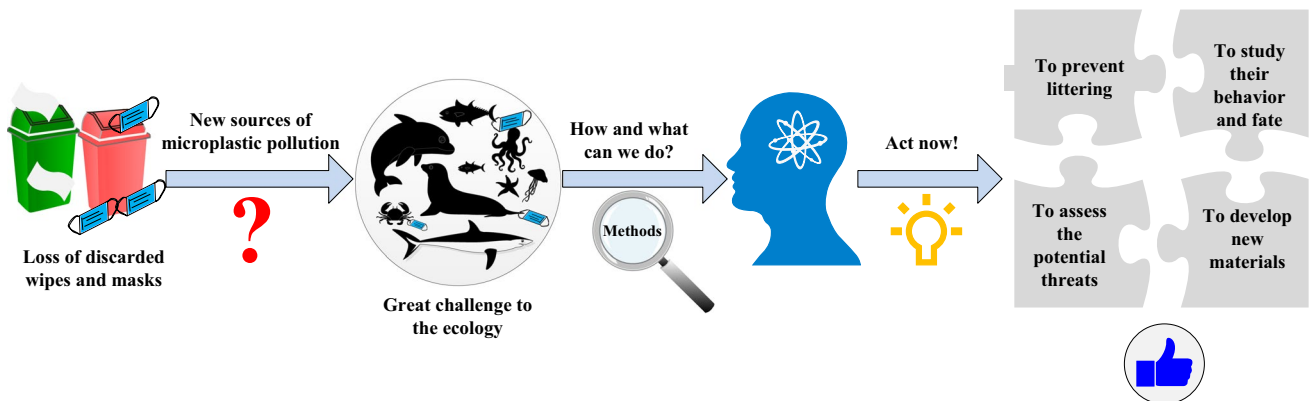 Loss of discarded
wipes and masks
New sources of
microplastic pollution
?
Great challenge to
the ecology
How and what
can we do?
Methods
Act now!
To prevent
littering
To study
their
behavior
and fate
To assess
the
potential
threats
To develop
new
materials